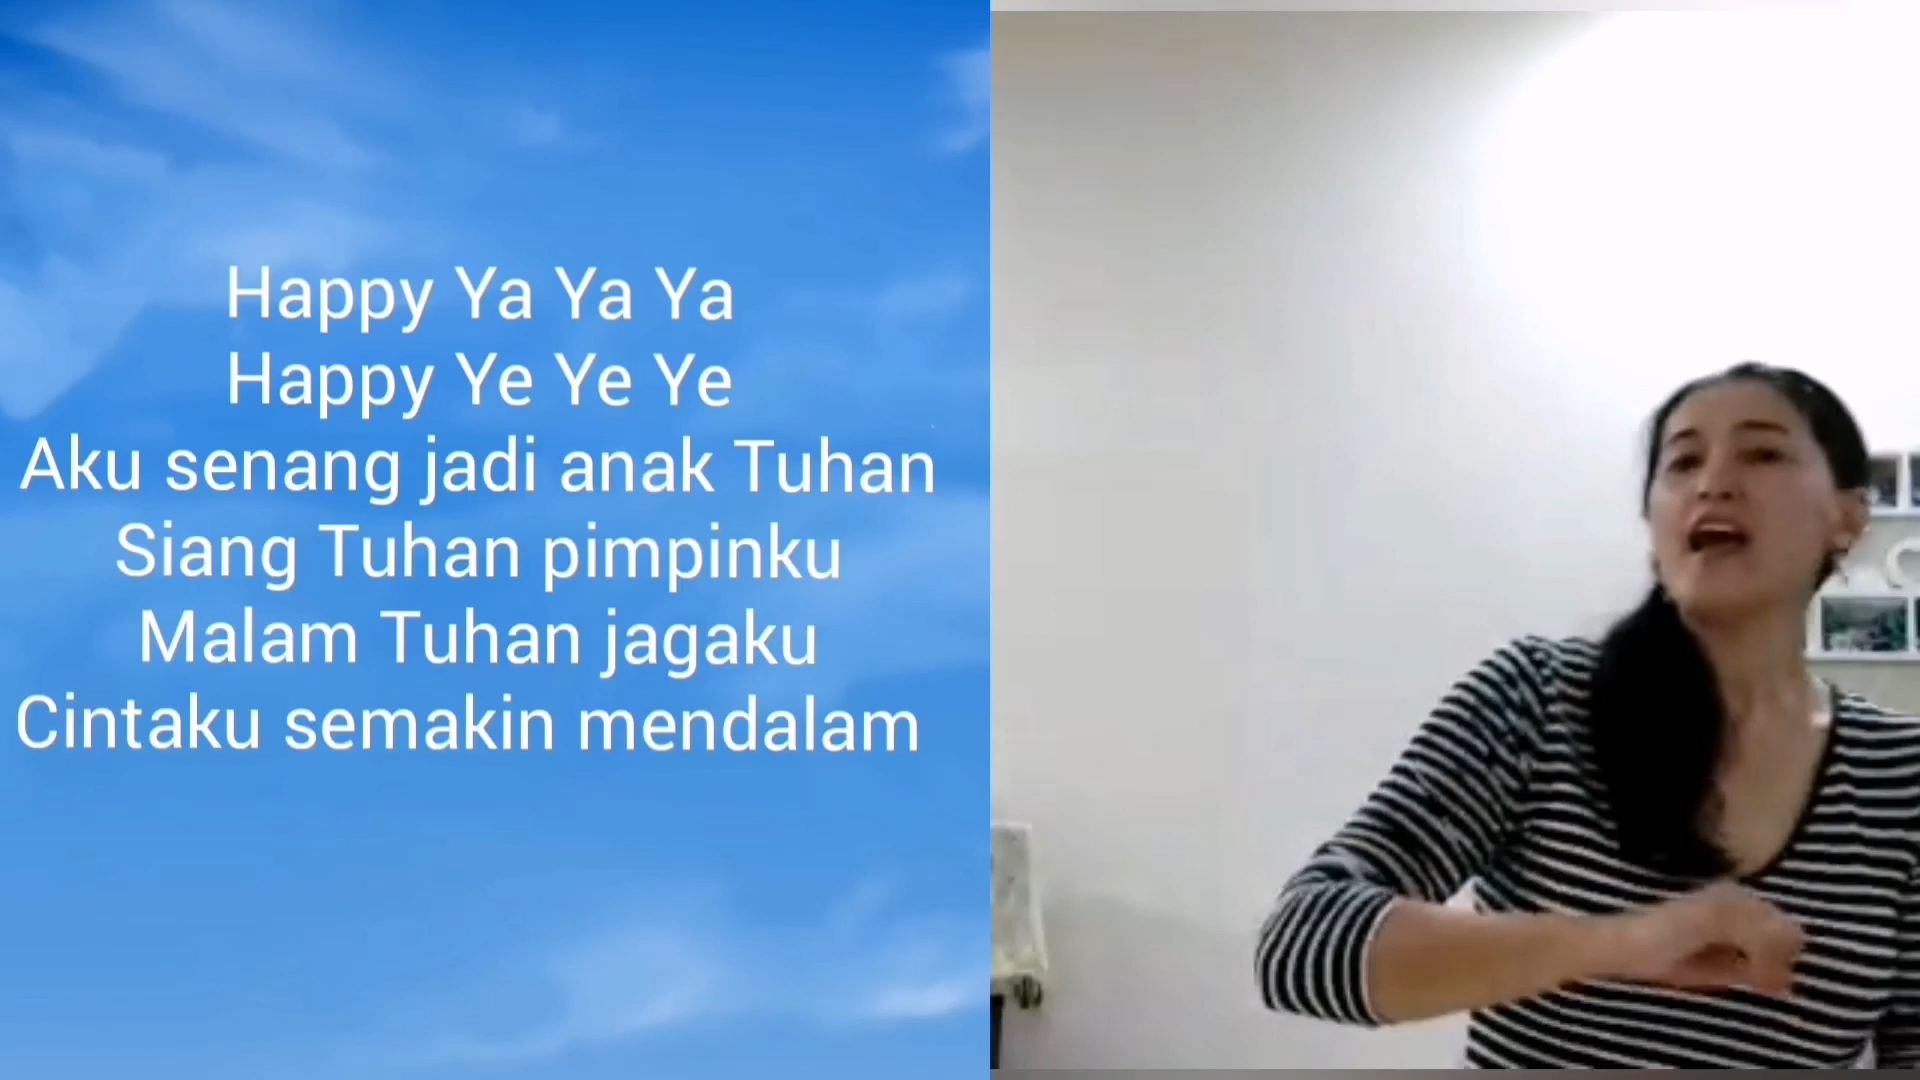 Happy Ya Ya Ya
Happy Ye Ye Ye
Aku senang jadi anak Tuhan
Siang Tuhan pimpinku
Malam Tuhan jagaku
Cintaku semakin mendalam